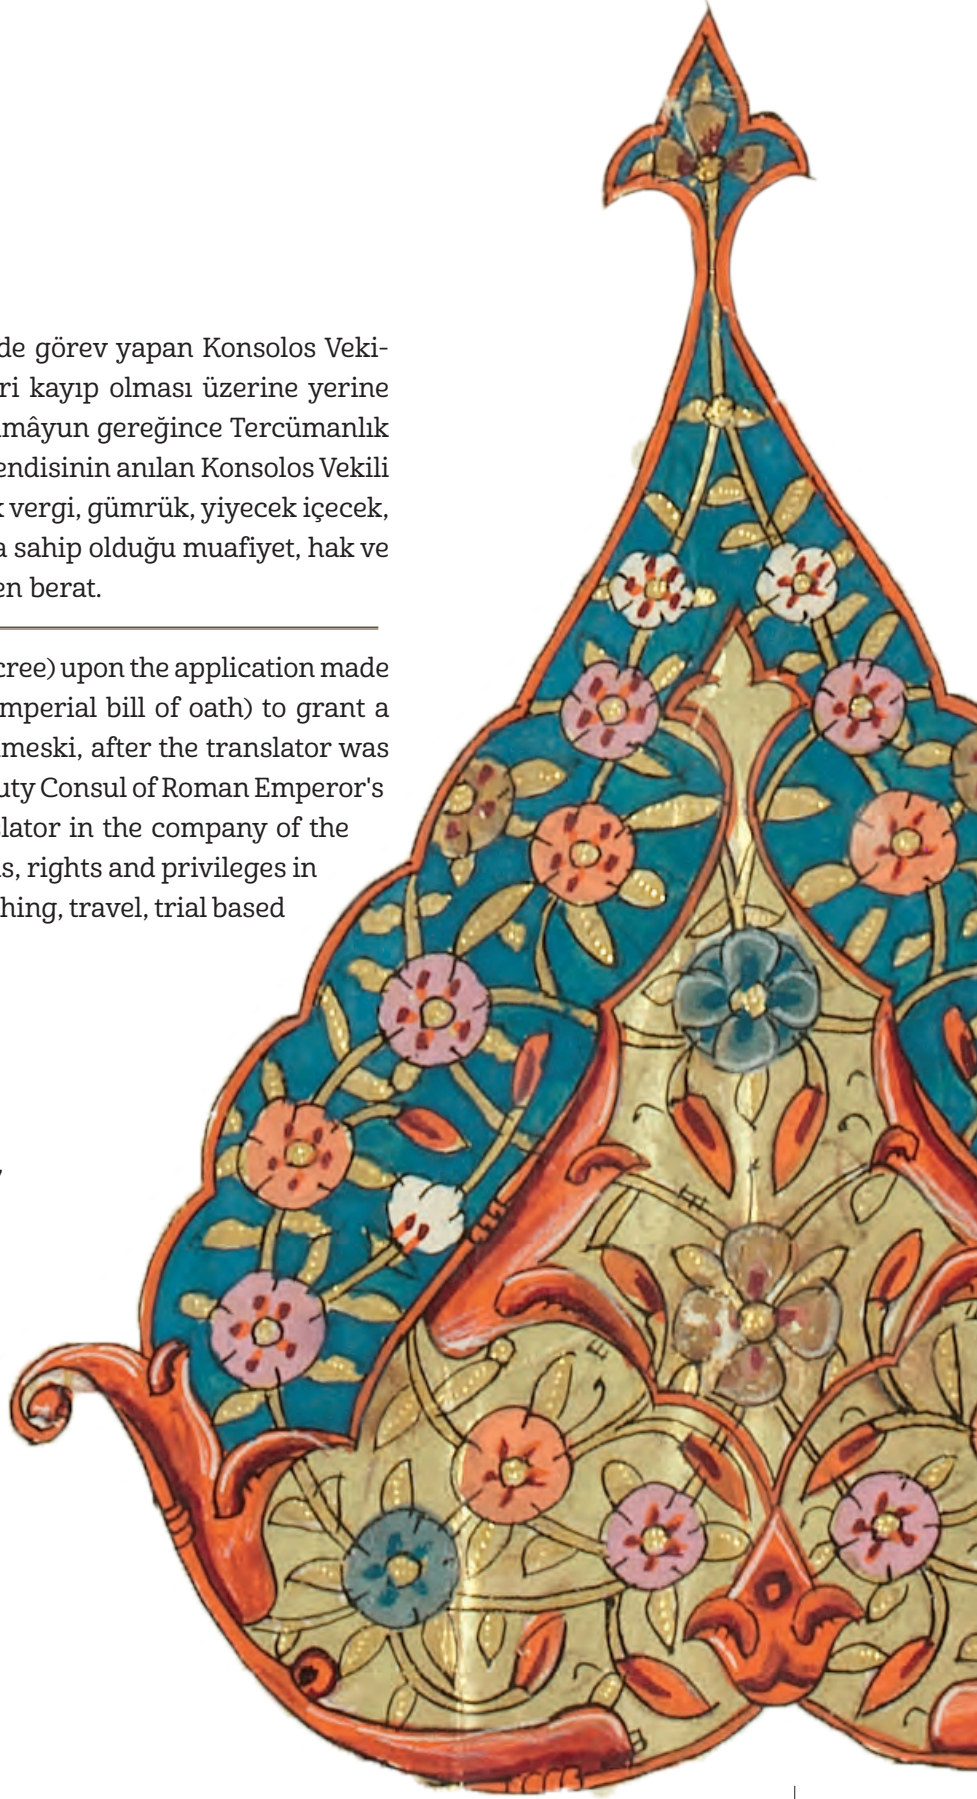 de görev yapan Konsolos Veki-
ri kayıp olması üzerine yerine
mâyun gereğince Tercümanlık
endisinin anılan Konsolos Vekili
vergi, gümrük, yiyecek içecek,
a sahip olduğu muafiyet, hak ve
en berat.
cree) upon the application made
mperial bill of oath) to grant a
meski, after the translator was
uty Consul of Roman Emperor's
lator in the company of the
s, rights and privileges in
hing, travel, trial based